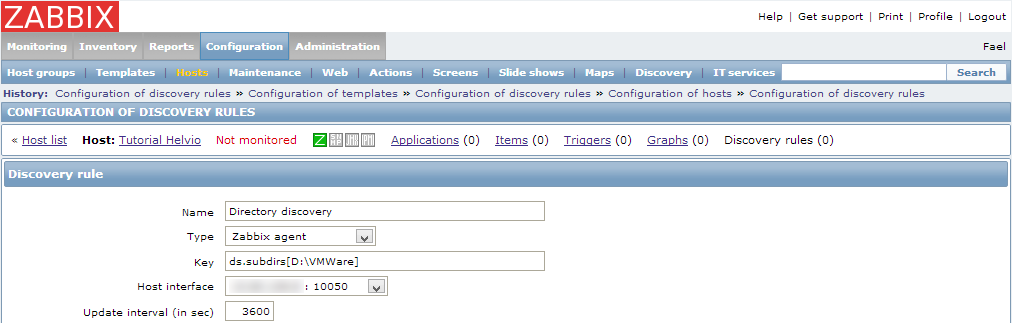 ZABBIX
Help | Get support | Print | Profile | Logout
Monitoring Inventory Reports Configuration Administration Fael
Host groups | Templates | Hosts | Maintenance | Web | Actions | Screens | Slide shows | Maps | Discovery | IT services Search
History: Configuration of discovery rules » Configuration of templates » Configuration of discovery rules » Configuration of hosts » Configuration of discovery rules
CONFIGURATION OF DISCOVERY RULES
« Host list Host: Tutorial Helvio Not monitored Z Applications (0) Items (0) Triggers (0) Graphs (0) Discovery rules (0)
Discovery rule
Name Directory discovery
Type Zabbix agent
Key ds.subdirs[D:\VMWare]
Host interface : 10050
Update interval (in sec) 3600